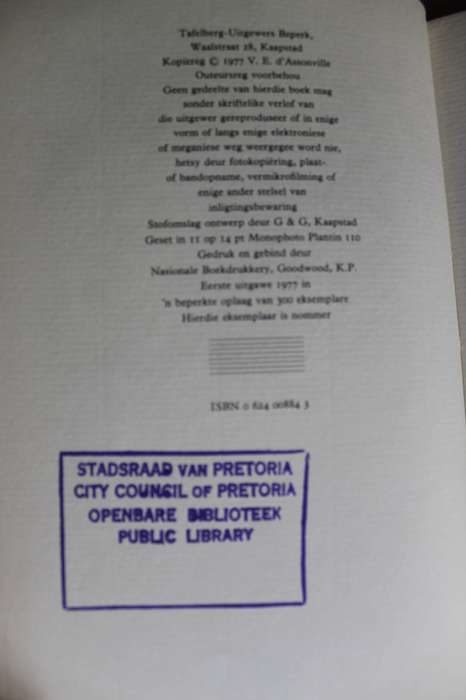 Tafelberg-Uitgewers Beperk,
Waalstraat 28, Kaapstad
Kopiereg © 1977 V. E. d'Assonville
Outeursreg voorbehou
Geen gedeelte van hierdie boek mag
sonder skriftelike verlof van
die uitgewer gereproduseer of in enige
vorm of langs enige elektroniese
of meganiese weg weergegee word nie,
hetsy deur fotokopiëring, plaat-
of bandopname, vermikrofilming of
enige ander stelsel van
inligtingsbewaring
Stofomslag ontwerp deur G & G, Kaapstad
Geset in 11 op 14 pt Monophoto Plantin 110
Gedruk en gebind deur
Nasionale Boekdrukkery, Goodwood, K.P.
Eerste uitgawe 1977 in
'n beperkte oplaag van 300 eksemplare
Hierdie eksemplaar is nommer
ISBN 0 624 00884 3
STADSRAAD VAN PRETORIA
CITY COUNCIL OF PRETORIA
OPENBARE BIBLIOTEEK
PUBLIC LIBRARY